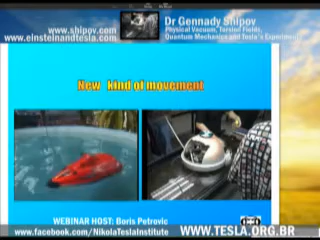 www.shipov.com
www.einsteinandtesla.com
Dr Gennady Shipov
Physical Vacuum, Torsion Fields,
Quantum Mechanics and Tesla's Experiments
New kind of movement
WEBINAR HOST: Boris Petrovic
www.facebook.com/NikolaTeslaInstitute
WWW.TESLA.ORG.BR